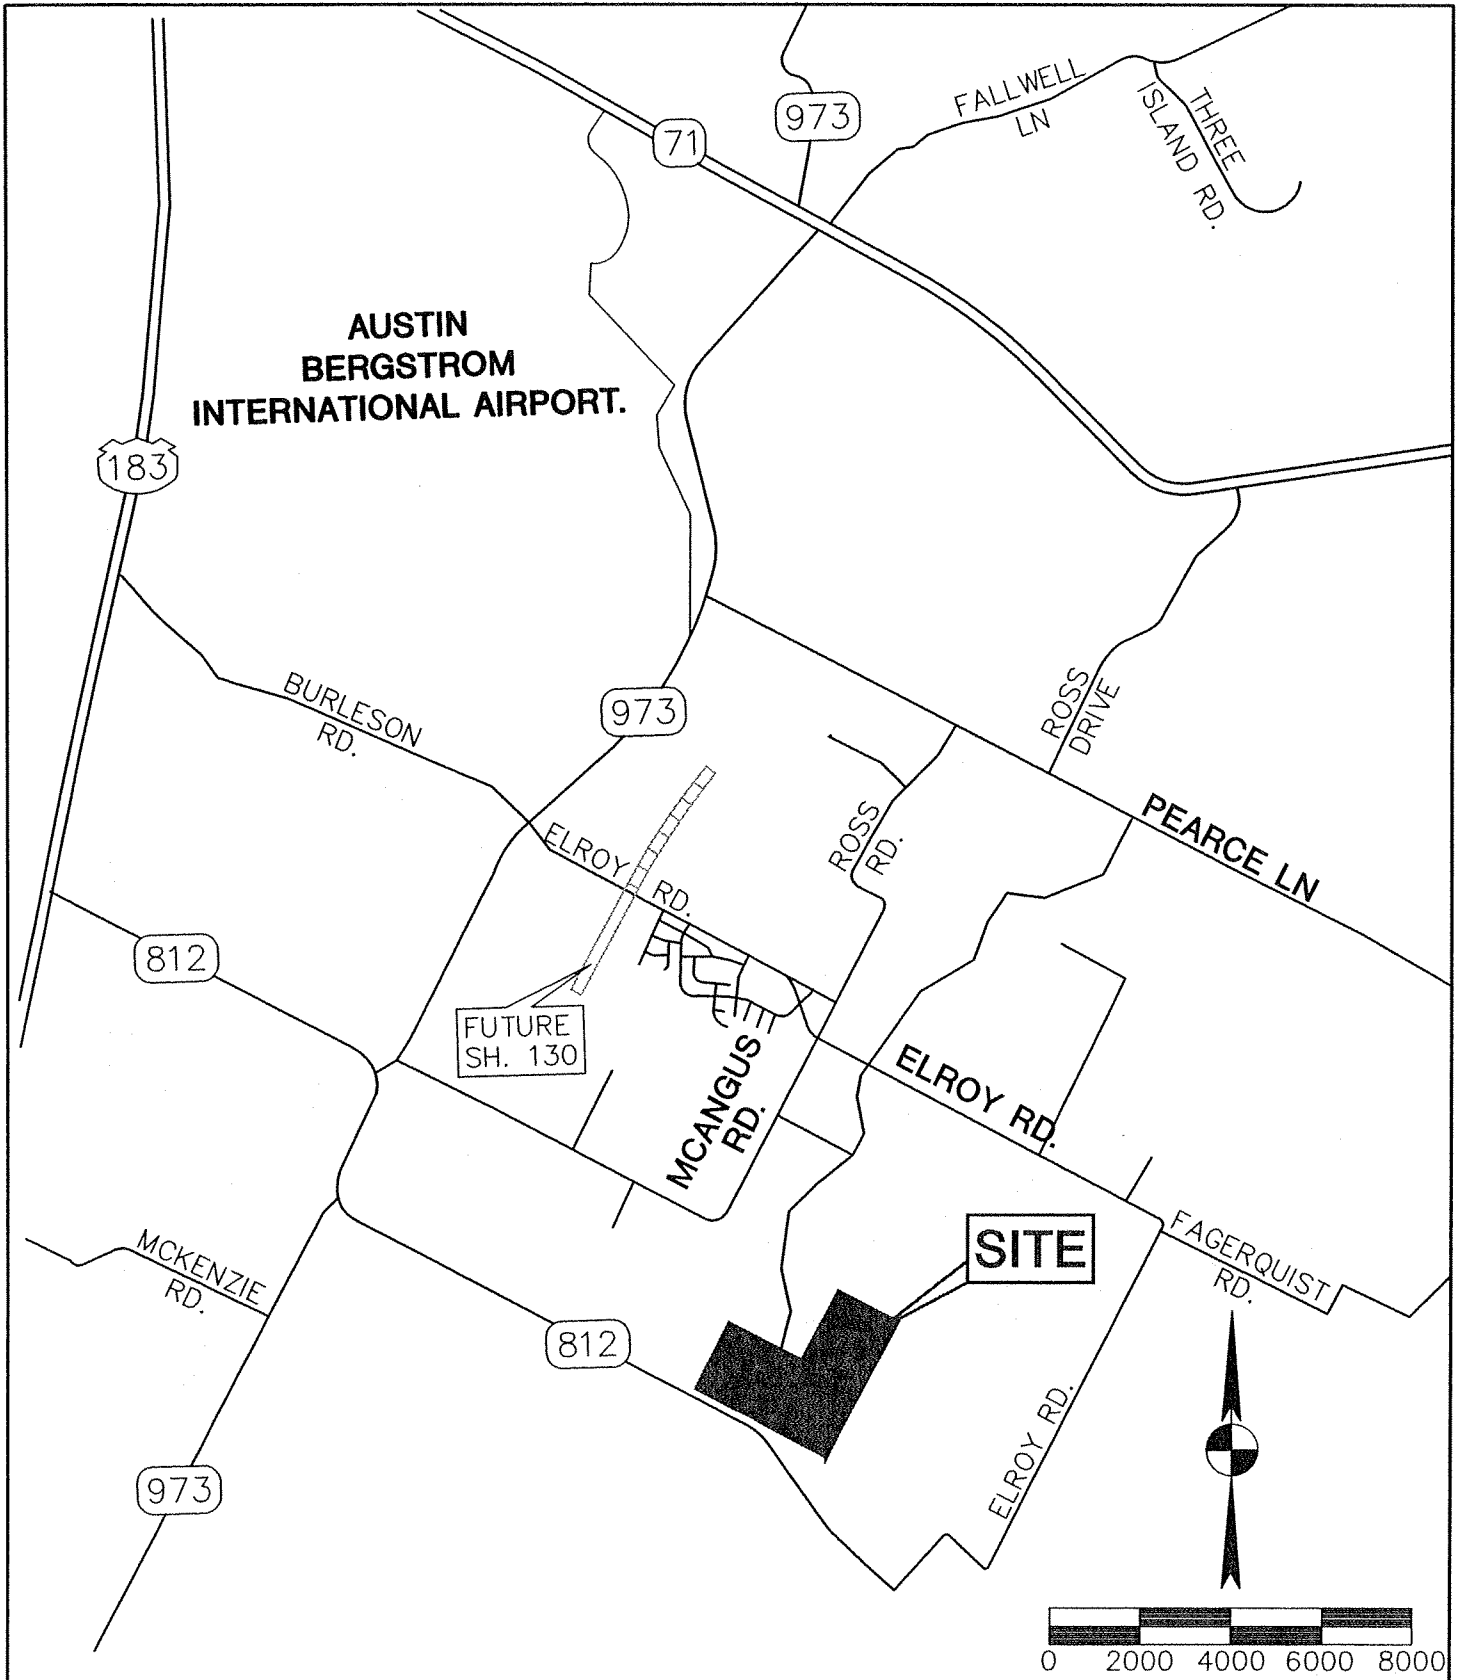 FALLWELL
LN
THREE
ISLAND RD.
973
71
AUSTIN
BERGSTROM
INTERNATIONAL AIRPORT.
183
BURLESON
RD.
973
ROSS
DRIVE
PEARCE LN
ELROY RD.
ROSS
RD.
812
FUTURE
SH. 130
MCANGUS
RD.
ELROY RD.
MCKENZIE
RD.
FAGERQUIST
RD.
SITE
812
ELROY RD.
973
0 2000 4000 6000 8000